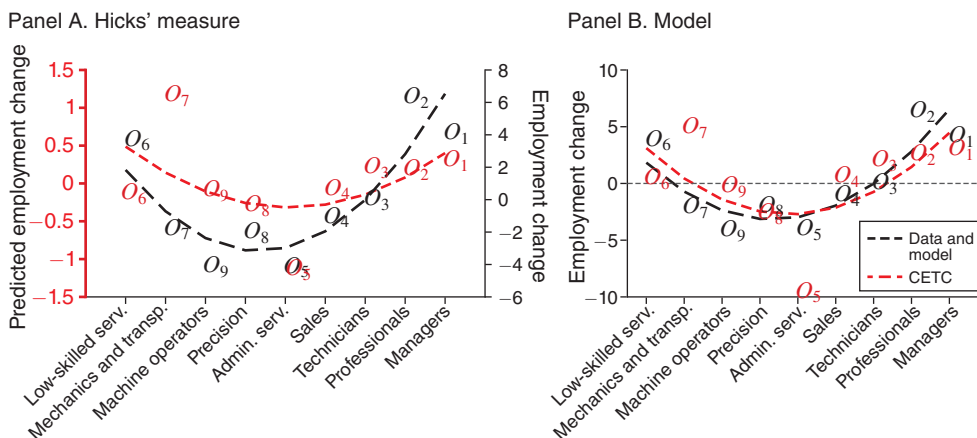 Panel A. Hicks' measure
Predicted employment change
1.5
1
0.5
0
−0.5
−1
−1.5
8
6
4
2
0
−2
−4
−6
Employment change
O6
O7
O9
O8
O5
O4
O3
O2
O1
O6
O7
O9
O8
O5
O4
O3
O2
O1
Low-skilled serv.
Mechanics and transp.
Machine operators
Precision
Admin. serv.
Sales
Technicians
Professionals
Managers
Panel B. Model
Employment change
10
5
0
−5
−10
O6
O7
O9
O8
O5
O4
O3
O2
O1
O6
O7
O9
O8
O5
O4
O3
O2
O1
Data and
model
CETC
Low-skilled serv.
Mechanics and transp.
Machine operators
Precision
Admin. serv.
Sales
Technicians
Professionals
Managers